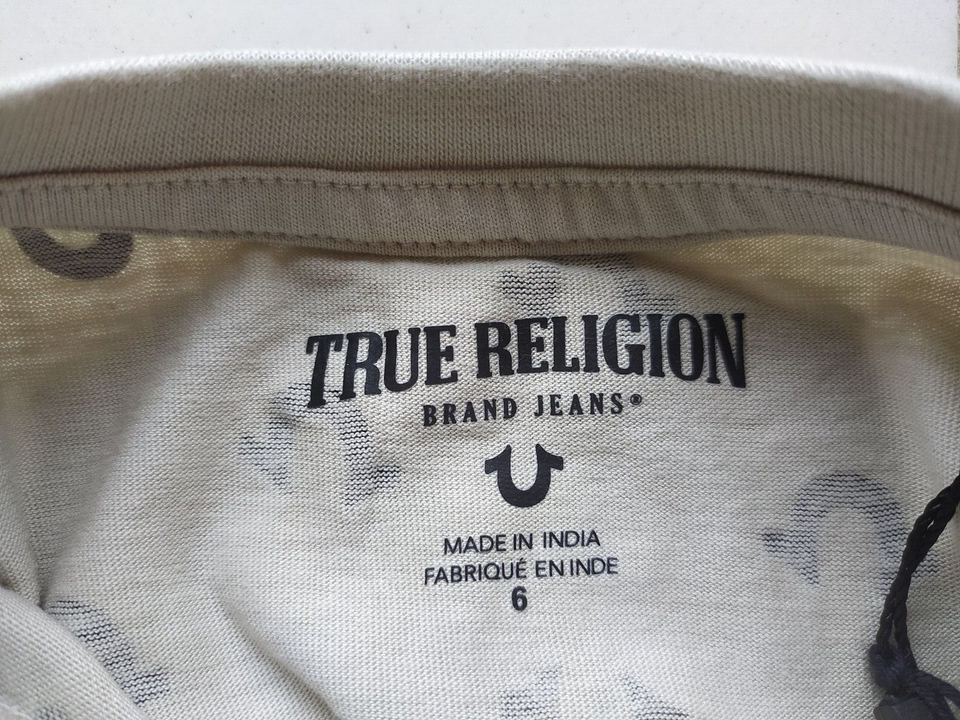 TRUE RELIGION
BRAND JEANS®
MADE IN INDIA
FABRIQUÉ EN INDE
6